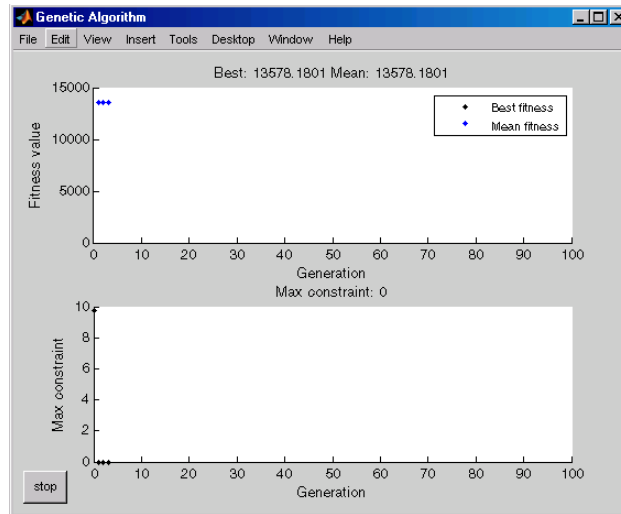 Genetic Algorithm
File Edit View Insert Tools Desktop Window Help
Best: 13578.1801 Mean: 13578.1801
Fitness value
15000
10000
5000
0
Best fitness
Mean fitness
0 10 20 30 40 50 60 70 80 90 100
Generation
Max constraint: 0
Max constraint
10
8
6
4
2
0
0 10 20 30 40 50 60 70 80 90 100
Generation
stop